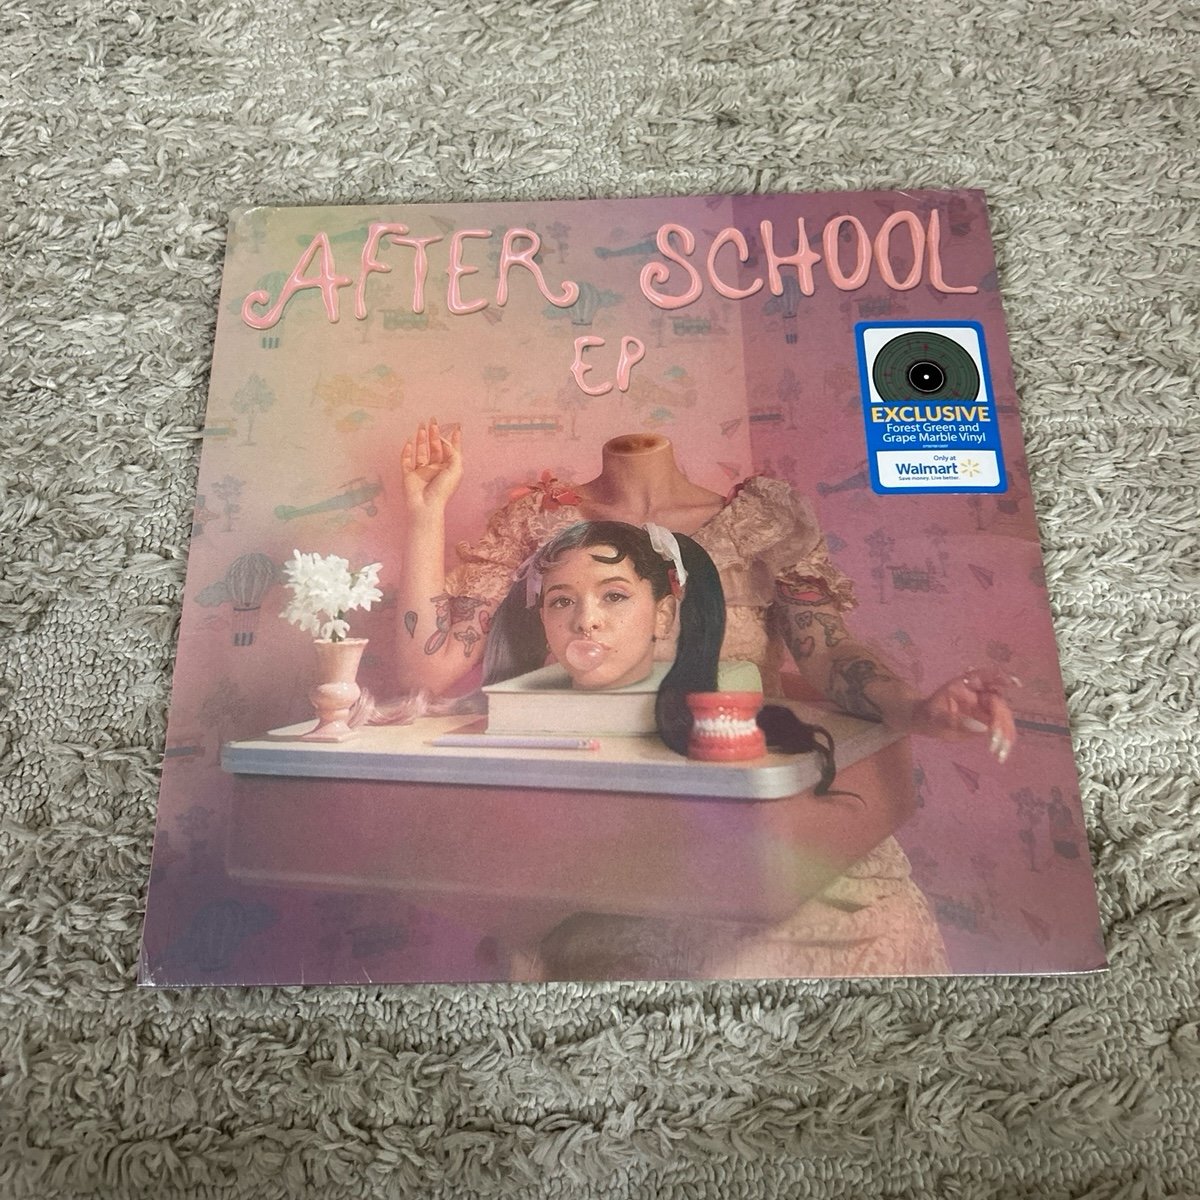 AFTER SCHOOL
EP
EXCLUSIVE
Forest Green and
Grape Marble Vinyl
Only at
Walmart
Save money. Live better.